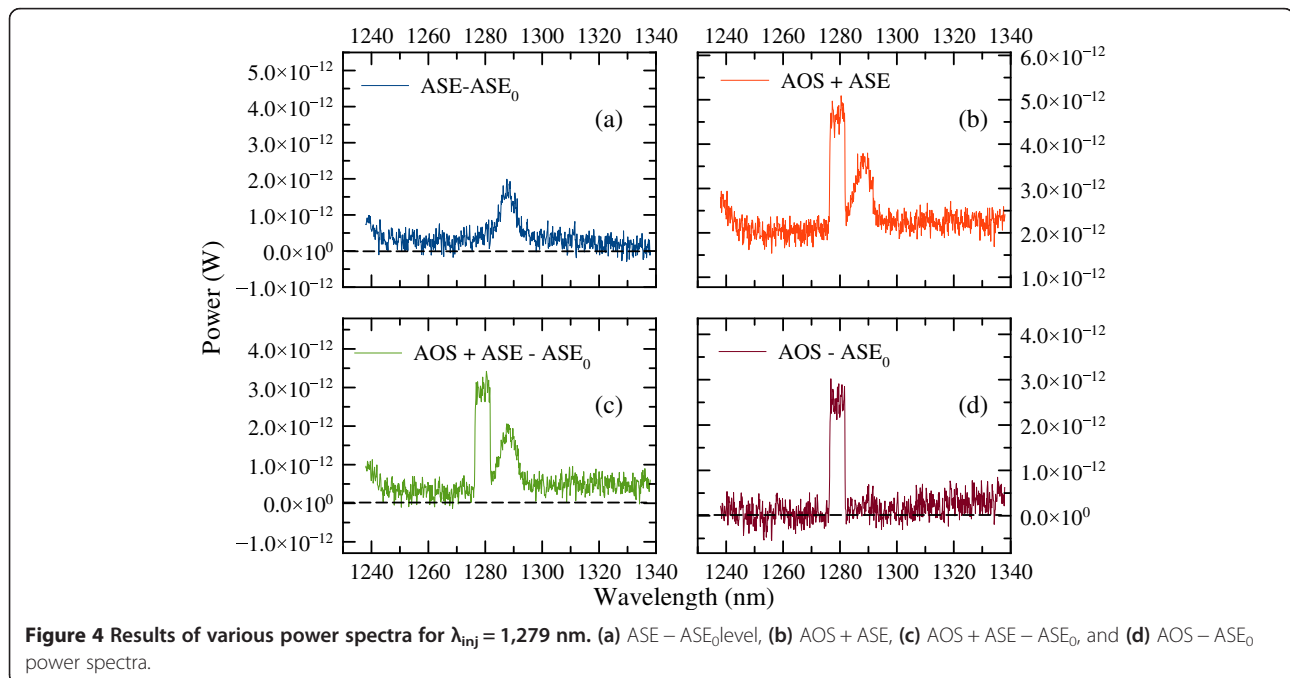 1240 1260 1280 1300 1320 1340
1240 1260 1280 1300 1320 1340
5.0×10⁻¹²
4.0×10⁻¹²
3.0×10⁻¹²
2.0×10⁻¹²
1.0×10⁻¹²
0.0×10⁰
−1.0×10⁻¹²
ASE-ASE₀
(a)
AOS + ASE
(b)
6.0×10⁻¹²
5.0×10⁻¹²
4.0×10⁻¹²
3.0×10⁻¹²
2.0×10⁻¹²
1.0×10⁻¹²
Power (W)
4.0×10⁻¹²
3.0×10⁻¹²
2.0×10⁻¹²
1.0×10⁻¹²
0.0×10⁰
−1.0×10⁻¹²
AOS + ASE - ASE₀
(c)
AOS - ASE₀
(d)
4.0×10⁻¹²
3.0×10⁻¹²
2.0×10⁻¹²
1.0×10⁻¹²
0.0×10⁰
1240 1260 1280 1300 1320 1340
1240 1260 1280 1300 1320 1340
Wavelength (nm)
Figure 4 Results of various power spectra for λinj = 1,279 nm. (a) ASE − ASE₀level, (b) AOS + ASE, (c) AOS + ASE − ASE₀, and (d) AOS − ASE₀
power spectra.